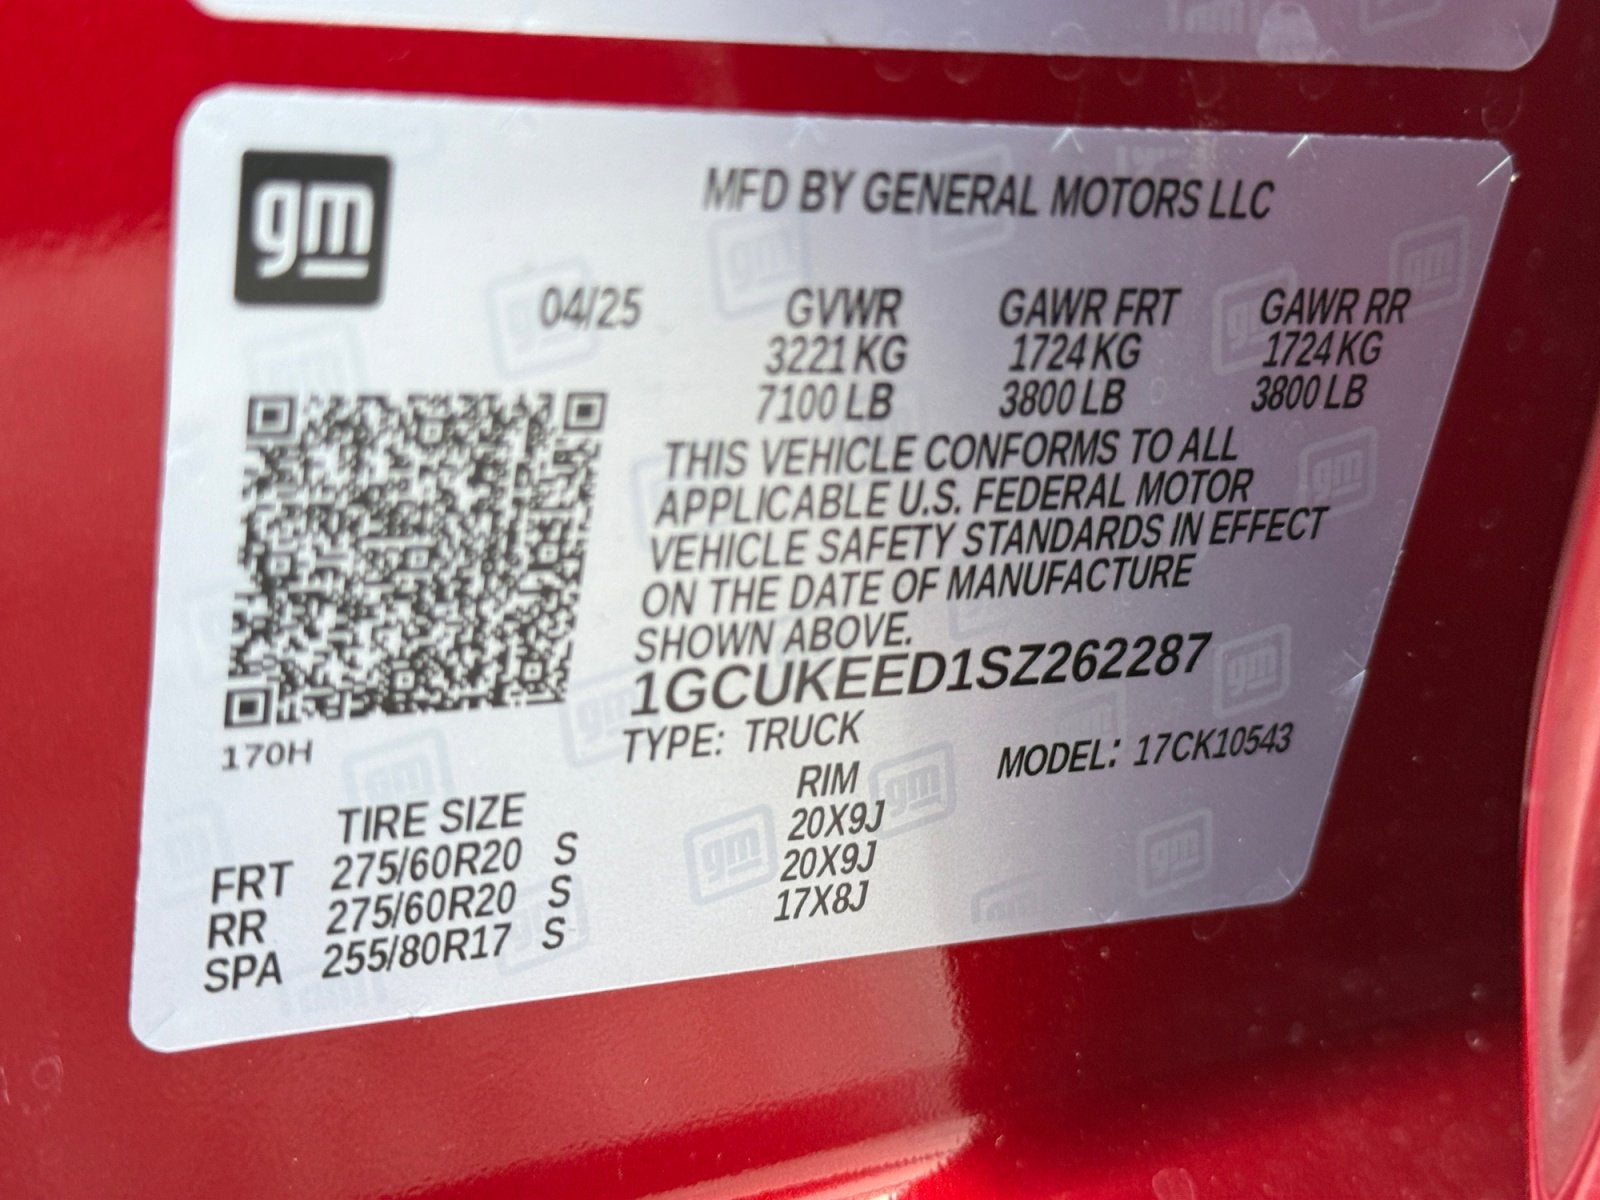 gm
MFD BY GENERAL MOTORS LLC
04/25 GVWR GAWR FRT GAWR RR
3221 KG 1724 KG 1724 KG
7100 LB 3800 LB 3800 LB
THIS VEHICLE CONFORMS TO ALL
APPLICABLE U.S. FEDERAL MOTOR
VEHICLE SAFETY STANDARDS IN EFFECT
ON THE DATE OF MANUFACTURE
SHOWN ABOVE.
1GCUKEED1SZ262287
170H
TYPE: TRUCK MODEL: 17CK10543
TIRE SIZE RIM
FRT 275/60R20 S 20X9J
RR 275/60R20 S 20X9J
SPA 255/80R17 S 17X8J